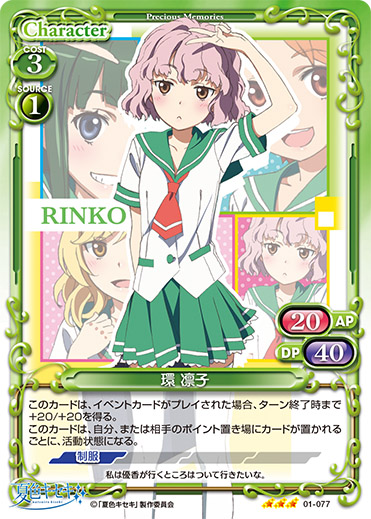 Precious Memories
Character
COST
3
SOURCE
1
RINKO
20 AP
DP 40
環 凛子
このカードは、イベントカードがプレイされた場合、ターン終了時まで
+20/+20を得る。
このカードは、自分、または相手のポイント置き場にカードが置かれる
ごとに、活動状態になる。
制服
私は優香が行くところはついて行きたいな。
夏色キセキ
©「夏色キセキ」製作委員会
01-077